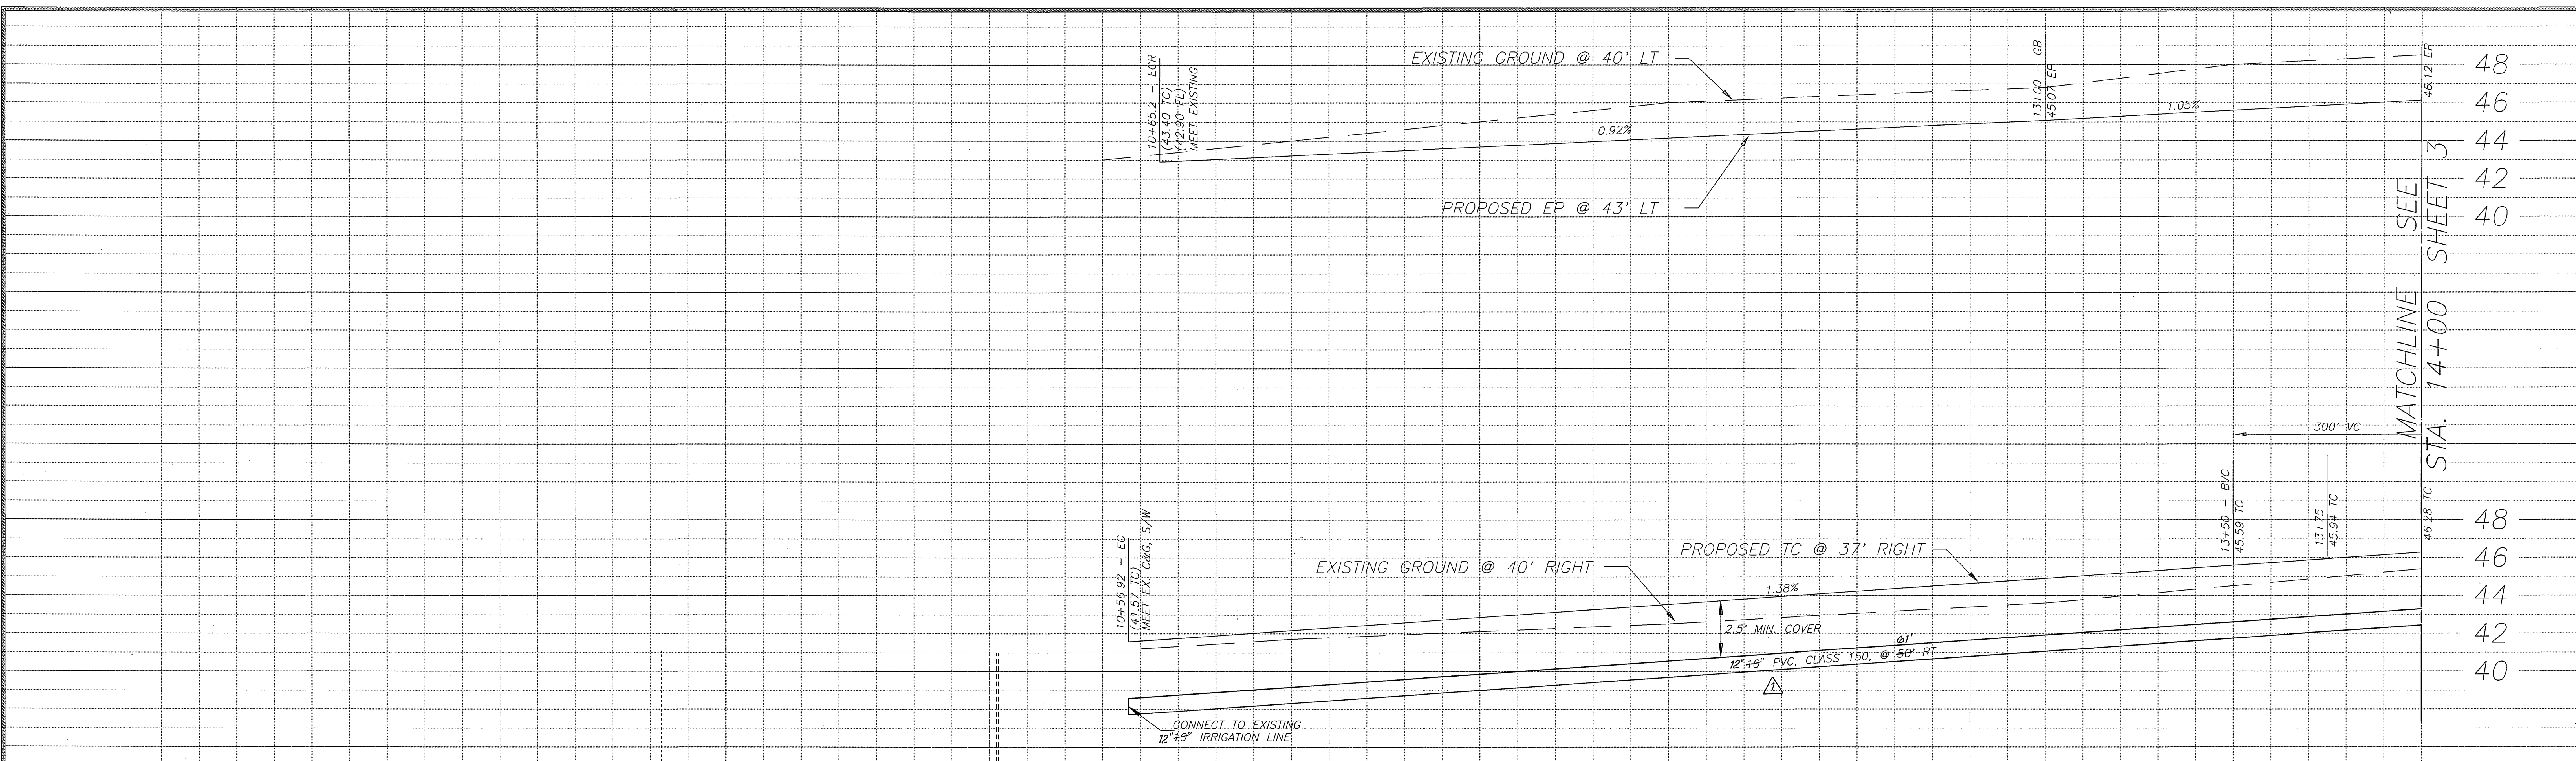 EXISTING GROUND @ 40' LT
10+65.2 - ECR
(43.40 TC)
(42.90 FL)
MEET EXISTING
0.92%
13+00 - GB
45.07 EP
1.05%
46.12 EP
PROPOSED EP @ 43' LT
48
46
44
42
40
MATCHLINE SEE
STA. 14+00 SHEET 3
300' VC
10+56.92 - EC
(41.57 TC)
MEET EX. C&G, S/W
EXISTING GROUND @ 40' RIGHT
PROPOSED TC @ 37' RIGHT
1.38%
13+50 - BVC
45.59 TC
13+75
45.94 TC
46.28 TC
2.5' MIN. COVER
61'
12" 10" PVC, CLASS 150, @ 50' RT
1
CONNECT TO EXISTING
12" 10" IRRIGATION LINE
48
46
44
42
40